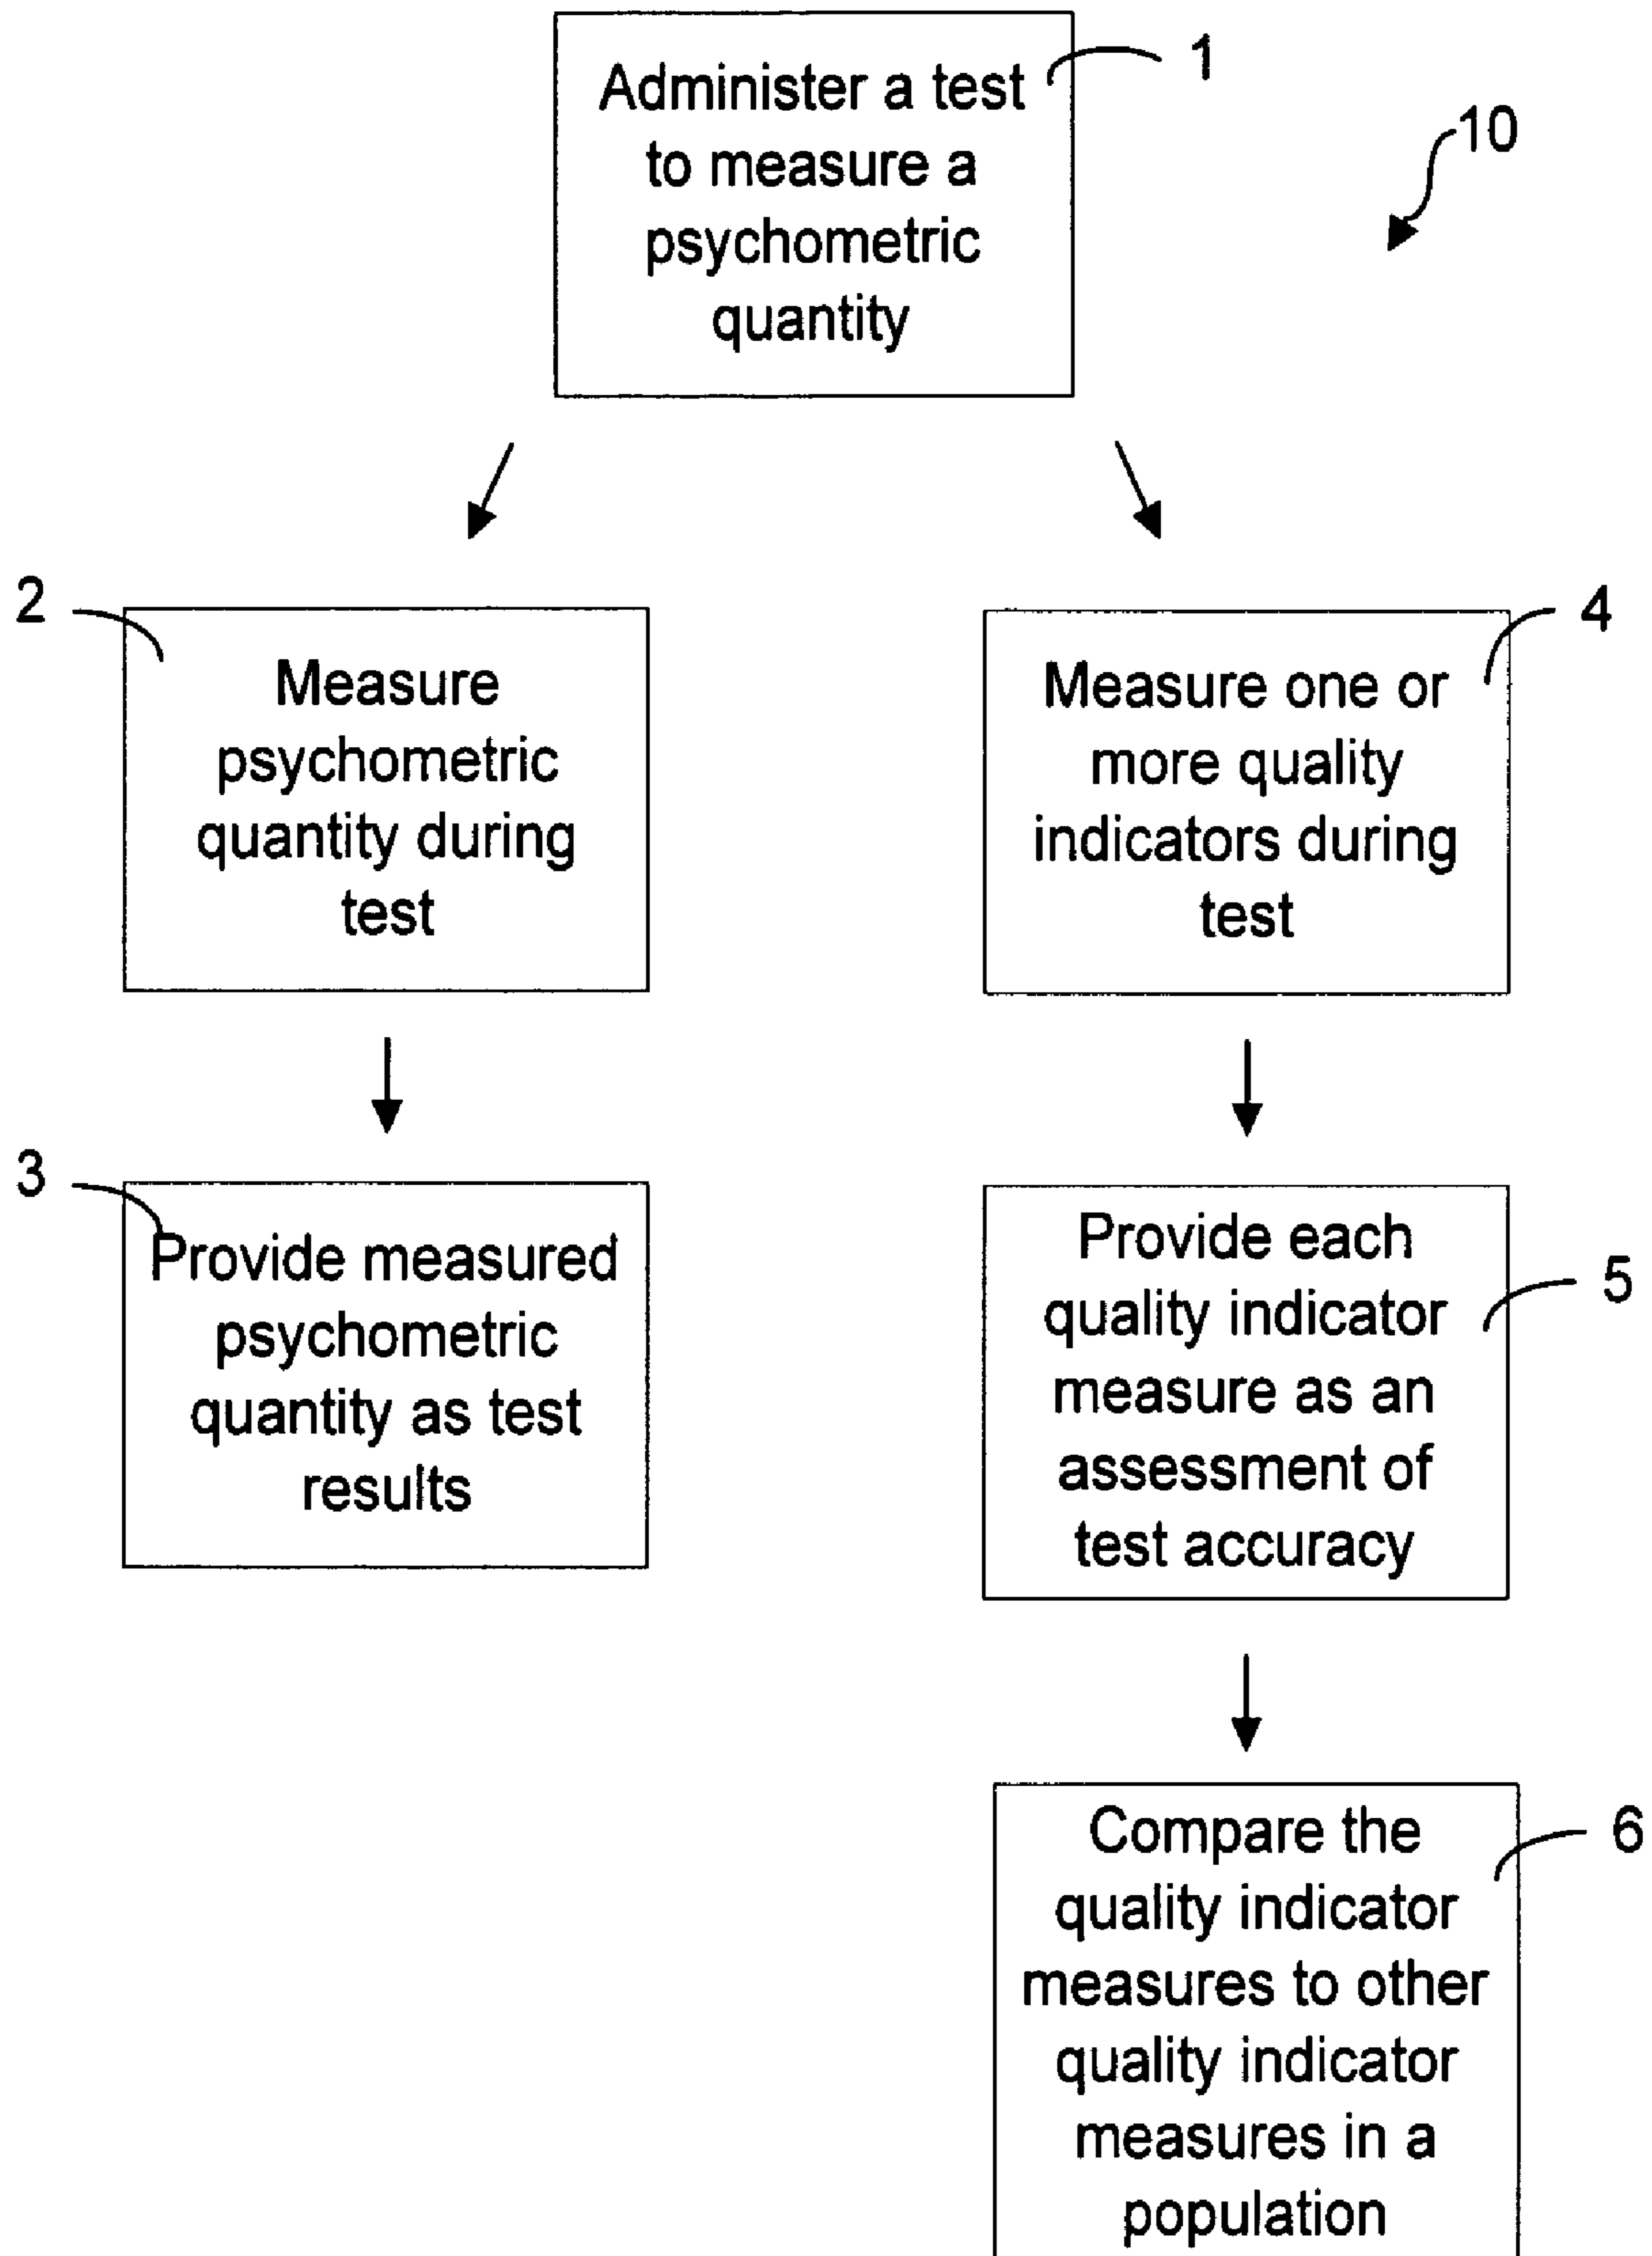 Administer a test
to measure a
psychometric
quantity
1
10
2
Measure
psychometric
quantity during
test
4
Measure one or
more quality
indicators during
test
3
Provide measured
psychometric
quantity as test
results
Provide each
quality indicator
measure as an
assessment of
test accuracy
5
Compare the
quality indicator
measures to other
quality indicator
measures in a
population
6